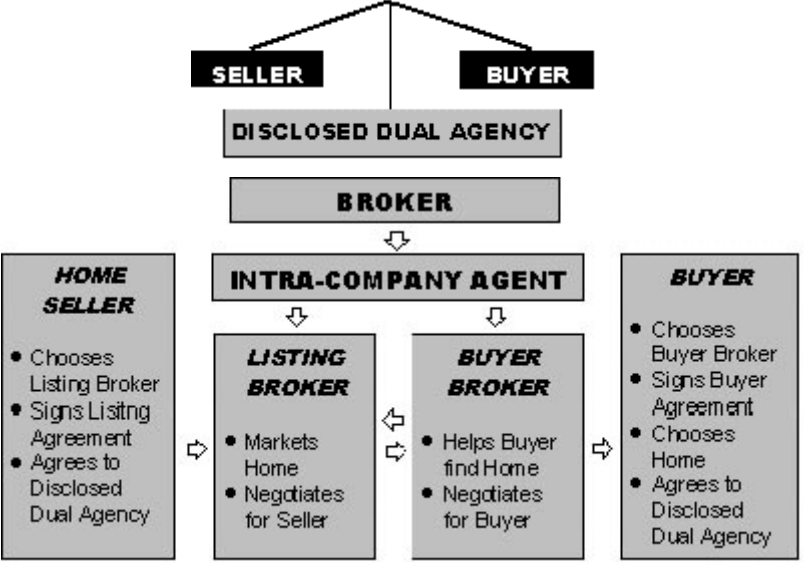 SELLER
BUYER
DISCLOSED DUAL AGENCY
BROKER
INTRA-COMPANY AGENT
HOME
SELLER
● Chooses
Listing Broker
● Signs Lisitng
Agreement
● Agrees to
Disclosed
Dual Agency
LISTING
BROKER
● Markets
Home
● Negotiates
for Seller
BUYER
BROKER
● Helps Buyer
find Home
● Negotiates
for Buyer
BUYER
● Chooses
Buyer Broker
● Signs Buyer
Agreement
● Chooses
Home
● Agrees to
Disclosed
Dual Agency